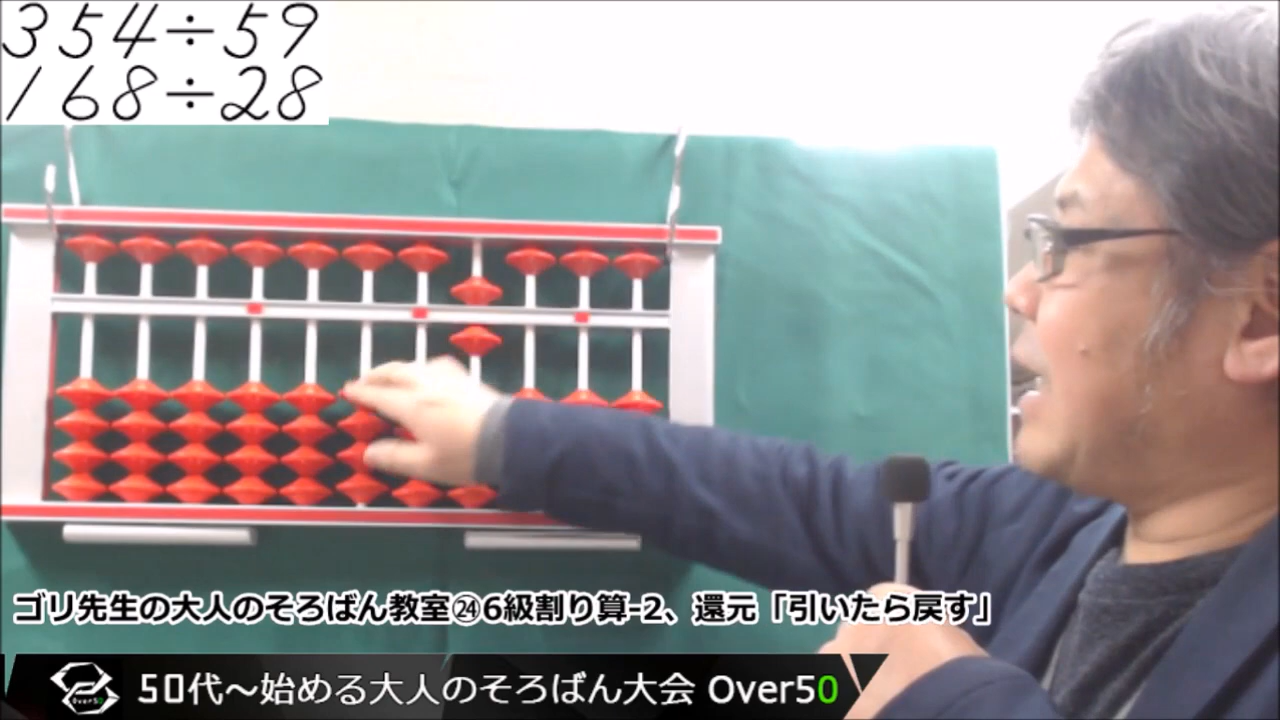 354÷59
168÷28
ゴリ先生の大人のそろばん教室㉔6級割り算-2、還元「引いたら戻す」
Over50
50代～始める大人のそろばん大会 Over50